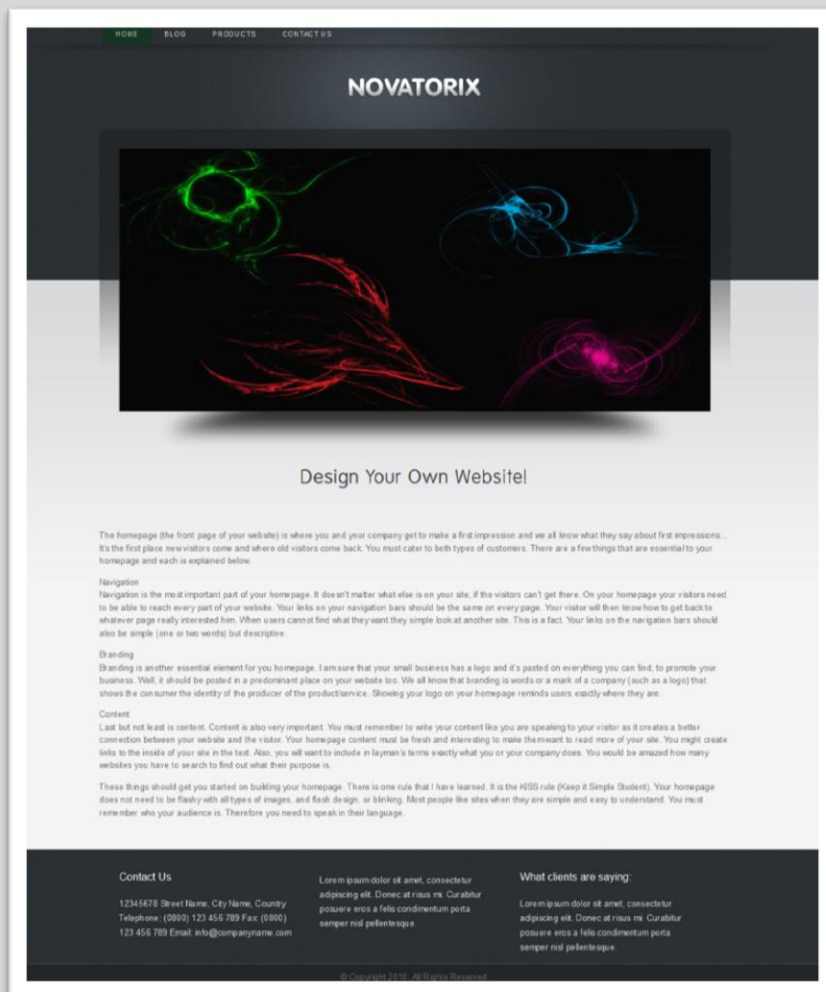 HOME BLOG PRODUCTS CONTACT US
NOVATORIX
Design Your Own Website!
The homepage (the front page of your website) is where you and your company get to make a first impression and we all know what they say about first impressions...
It's the first place new visitors come and where old visitors come back. You must cater to both types of customers. There are a few things that are essential to your
homepage and each is explained below.
Navigation
Navigation is the most important part of your homepage. It doesn't matter what else is on your site, if the visitors can't get there. On your homepage your visitors need
to be able to reach every part of your website. Your links on your navigation bars should be the same on every page. Your visitor will then know how to get back to
whatever page really interested him. When users cannot find what they want they simple look at another site. This is a fact. Your links on the navigation bars should
also be simple (one or two words) but descriptive.
Branding
Branding is another essential element for you homepage. I am sure that your small business has a logo and it's pasted on everything you can find, to promote your
business. Well, it should be posted in a predominant place on your website too. We all know that branding is words or a mark of a company (such as a logo) that
shows the consumer the identity of the producer of the product/service. Showing your logo on your homepage reminds users exactly where they are.
Content
Last but not least is content. Content is also very important. You must remember to write your content like you are speaking to your visitor as it creates a better
connection between your website and the visitor. Your homepage content must be fresh and interesting to make them want to read more of your site. You might create
links to the inside of your site in the text. Also, you will want to include in layman's terms exactly what you or your company does. You would be amazed how many
websites you have to search to find out what their purpose is.
These things should get you started on building your homepage. There is one rule that I have learned. It is the KISS rule (Keep it Simple Student). Your homepage
does not need to be flashy with all types of images, and flash design, or blinking. Most people like sites when they are simple and easy to understand. You must
remember who your audience is. Therefore you need to speak in their language.
Contact Us
12345678 Street Name, City Name, Country
Telephone: (0800) 123 456 789 Fax: (0800)
123 456 789 Email: info@companyname.com
Lorem ipsum dolor sit amet, consectetur
adipiscing elit. Donec at risus mi. Curabitur
posuere eros a felis condimentum porta
semper nisl pellentesque.
What clients are saying:
Lorem ipsum dolor sit amet, consectetur
adipiscing elit. Donec at risus mi. Curabitur
posuere eros a felis condimentum porta
semper nisl pellentesque.
© Copyright 2010. All Rights Reserved.